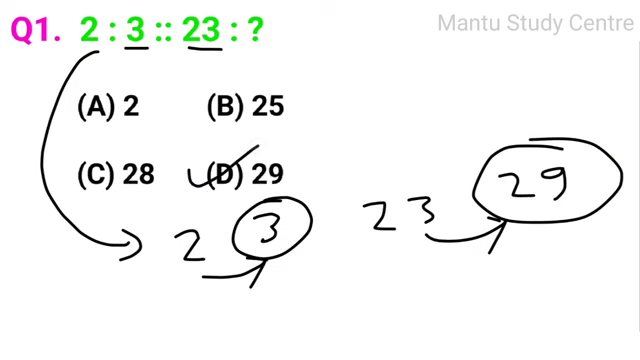 Mantu Study Centre
Q1. 2 : 3 :: 23 : ?
(A) 2 (B) 25
(C) 28 (D) 29
2 3 23 29